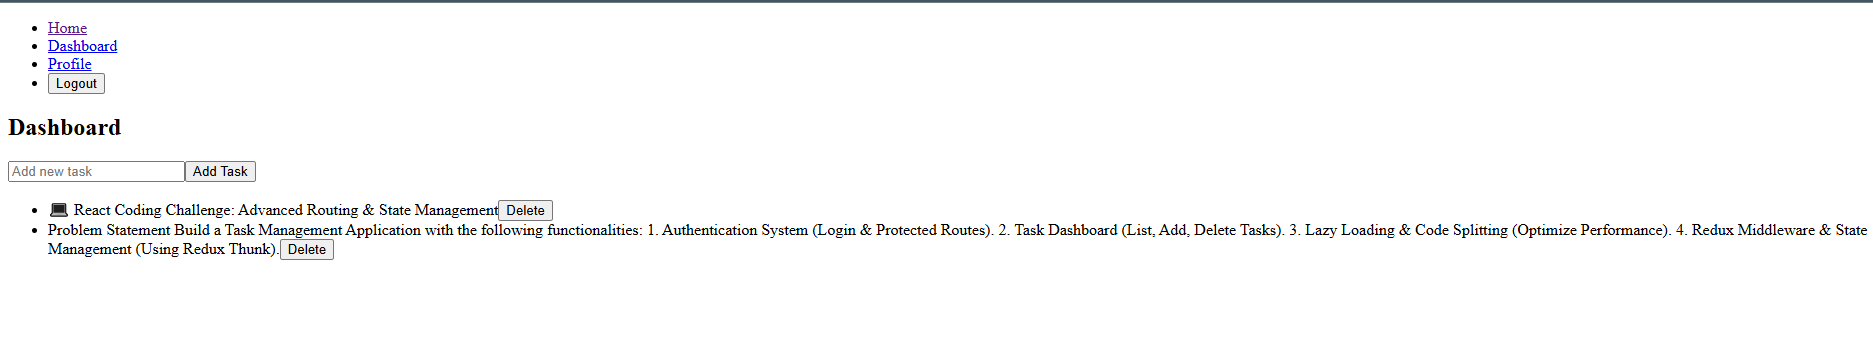 Home
Dashboard
Profile
Logout
Dashboard
Add new task Add Task
💻 React Coding Challenge: Advanced Routing & State Management Delete
Problem Statement Build a Task Management Application with the following functionalities: 1. Authentication System (Login & Protected Routes). 2. Task Dashboard (List, Add, Delete Tasks). 3. Lazy Loading & Code Splitting (Optimize Performance). 4. Redux Middleware & State
Management (Using Redux Thunk). Delete